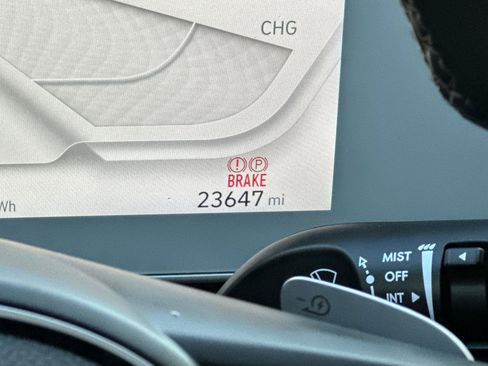 CHG
P
BRAKE
Wh
23647 mi
MIST
OFF
INT